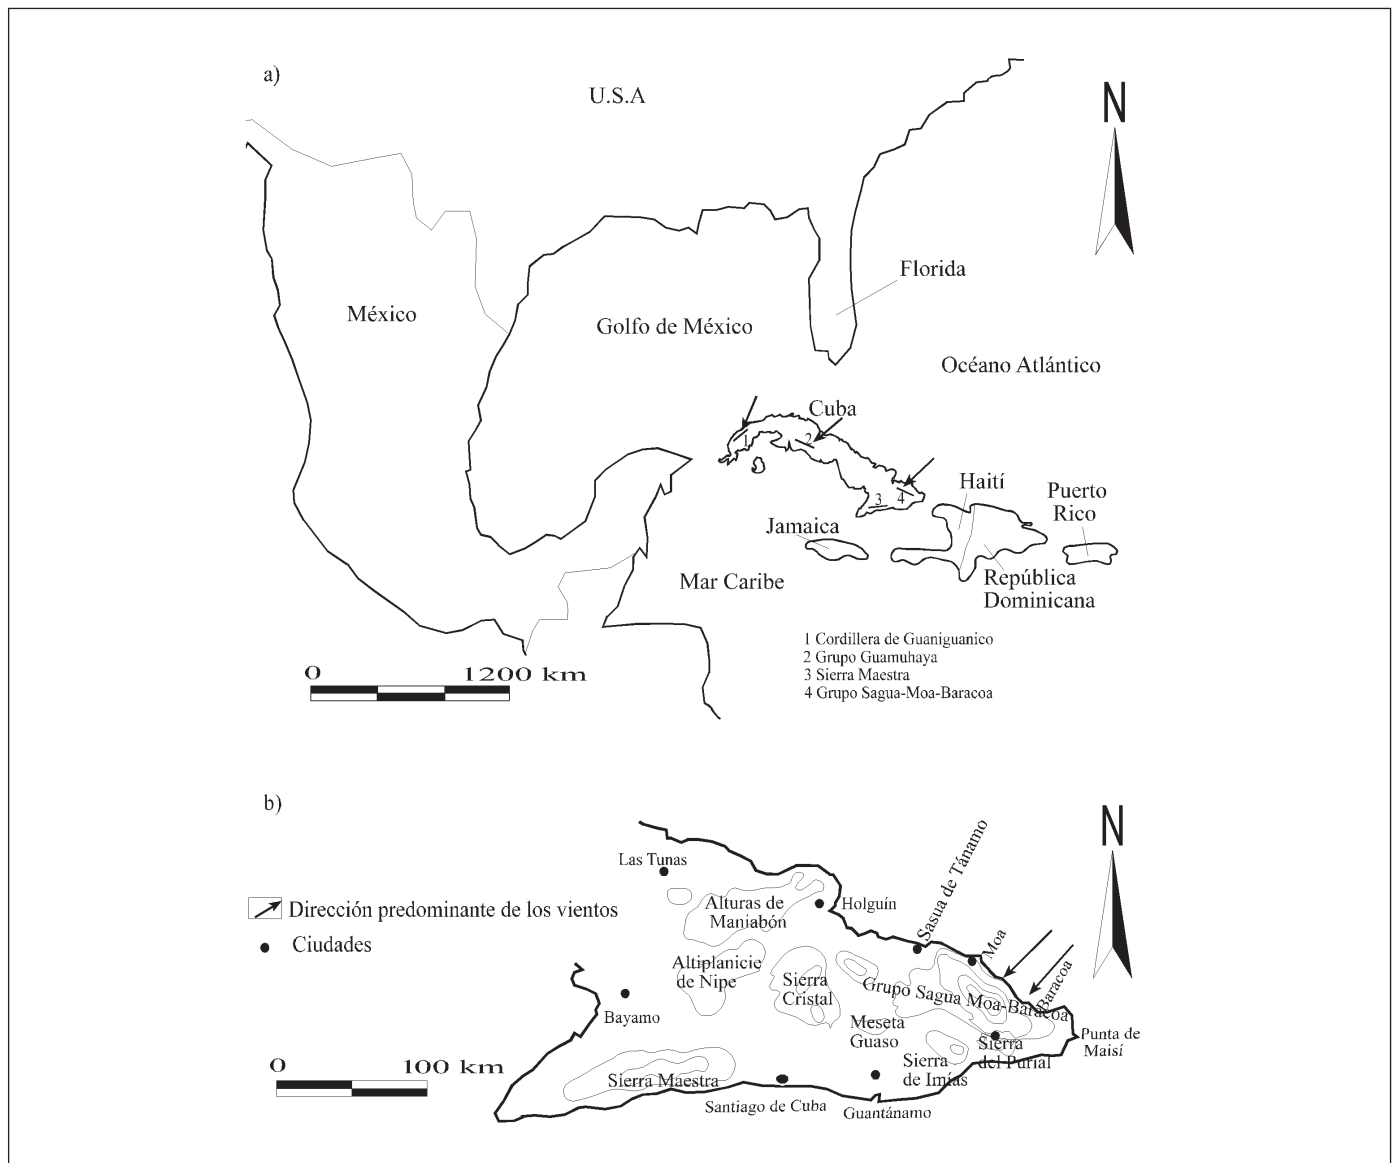 a)
U.S.A
N
Florida
México
Golfo de México
Océano Atlántico
Cuba
1
2
3
4
Haití
Puerto
Rico
Jamaica
República
Dominicana
Mar Caribe
1 Cordillera de Guaniguanico
2 Grupo Guamuhaya
3 Sierra Maestra
4 Grupo Sagua-Moa-Baracoa
0 1200 km
b)
N
Las Tunas
Dirección predominante de los vientos
Ciudades
Alturas de
Maniabón
Holguín
Sasua de Tánamo
Moa
Baracoa
Altiplanicie
de Nipe
Sierra
Cristal
Grupo Sagua Moa-Baracoa
Bayamo
Meseta
Guaso
Sierra
del Purial
Punta de
Maisí
Sierra
de Imías
0 100 km
Sierra Maestra
Santiago de Cuba
Guantánamo